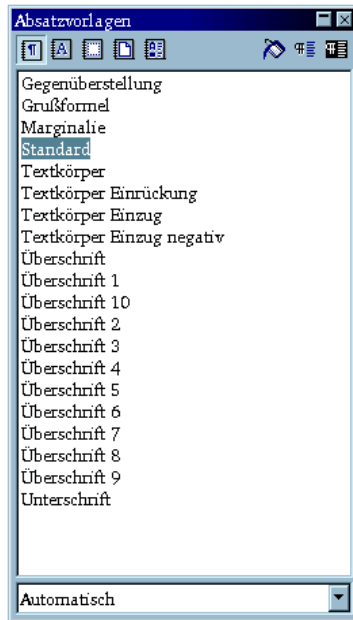 Absatzvorlagen
Gegenüberstellung
Grußformel
Marginalie
Standard
Textkörper
Textkörper Einrückung
Textkörper Einzug
Textkörper Einzug negativ
Überschrift
Überschrift 1
Überschrift 10
Überschrift 2
Überschrift 3
Überschrift 4
Überschrift 5
Überschrift 6
Überschrift 7
Überschrift 8
Überschrift 9
Unterschrift
Automatisch